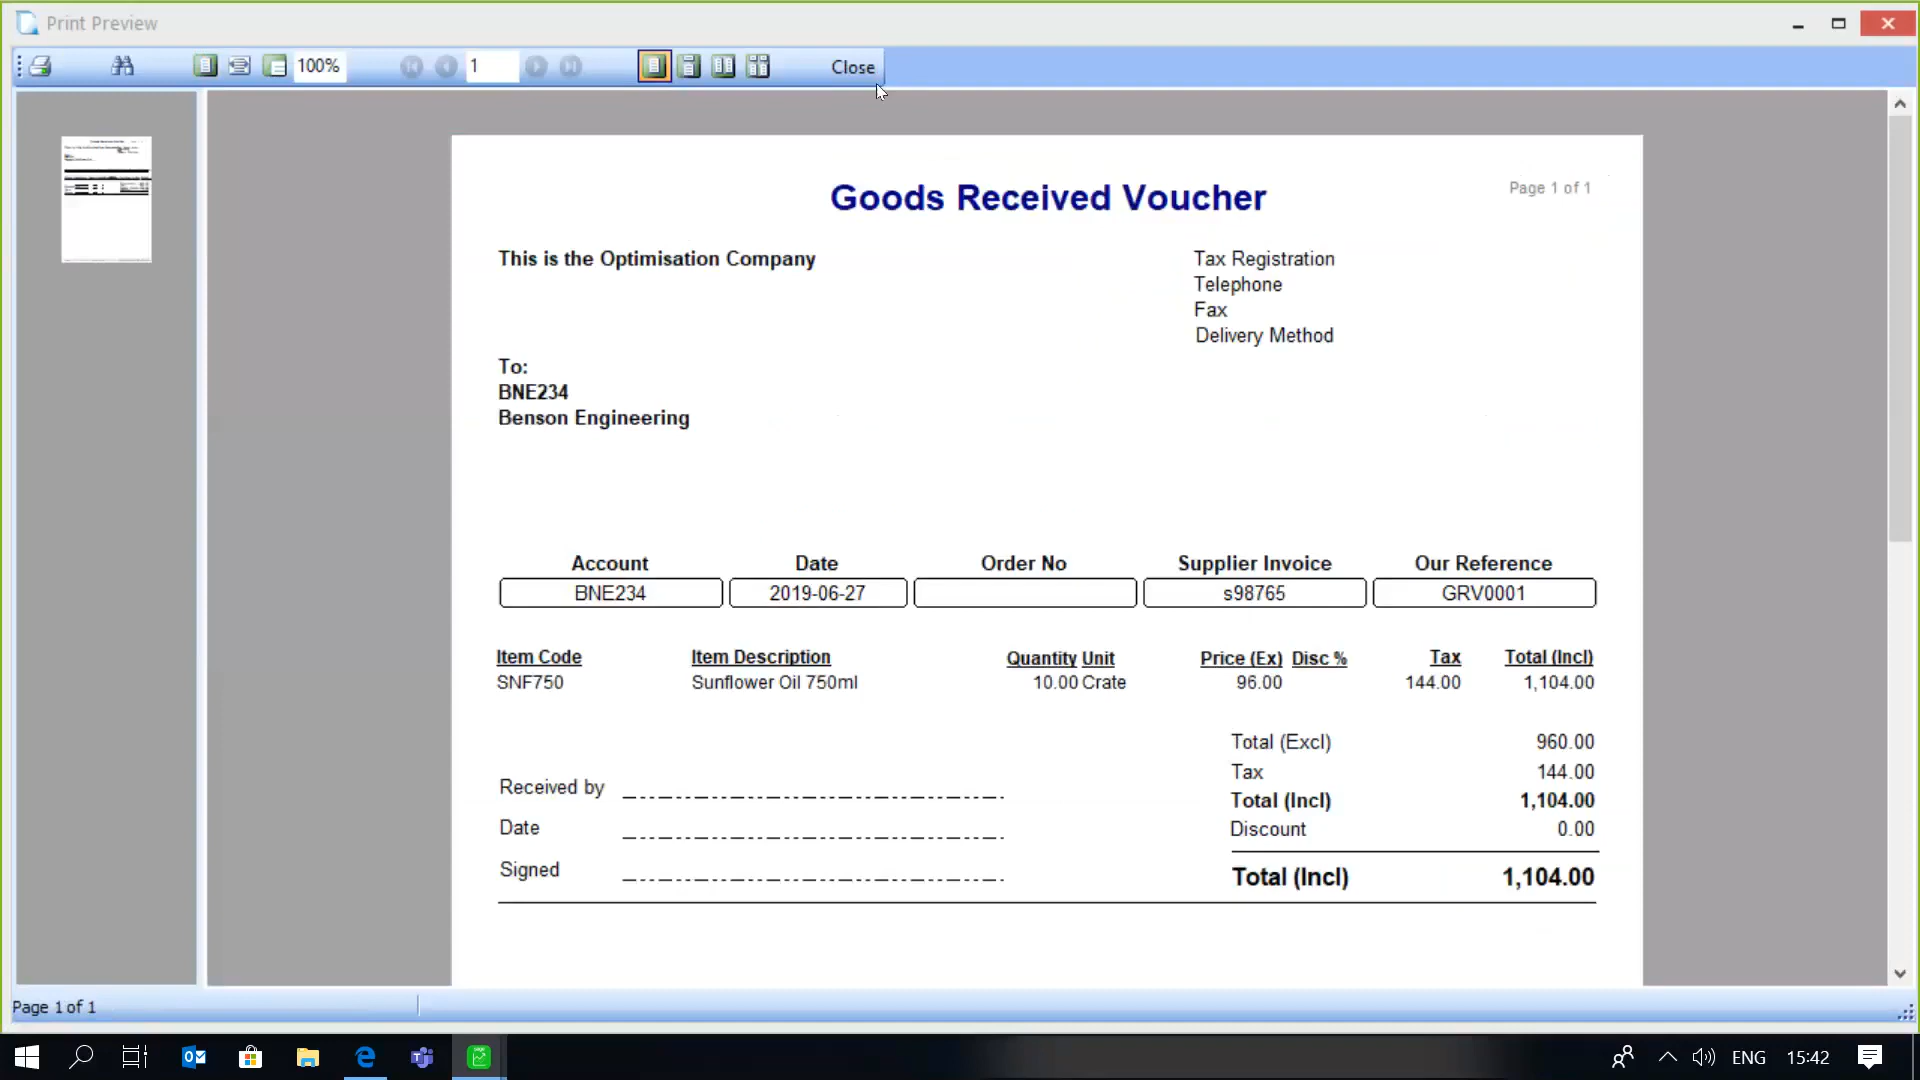 Print Preview
100%
1
Close
Page 1 of 1
Goods Received Voucher
This is the Optimisation Company
Tax Registration
Telephone
Fax
Delivery Method
To:
BNE234
Benson Engineering
Account Date Order No Supplier Invoice Our Reference
BNE234 2019-06-27 s98765 GRV0001
Item Code Item Description Quantity Unit Price (Ex) Disc % Tax Total (Incl)
SNF750 Sunflower Oil 750ml 10.00 Crate 96.00 144.00 1,104.00
Total (Excl) 960.00
Tax 144.00
Received by
Total (Incl) 1,104.00
Date
Discount 0.00
Signed
Total (Incl) 1,104.00
Page 1 of 1
ENG 15:42